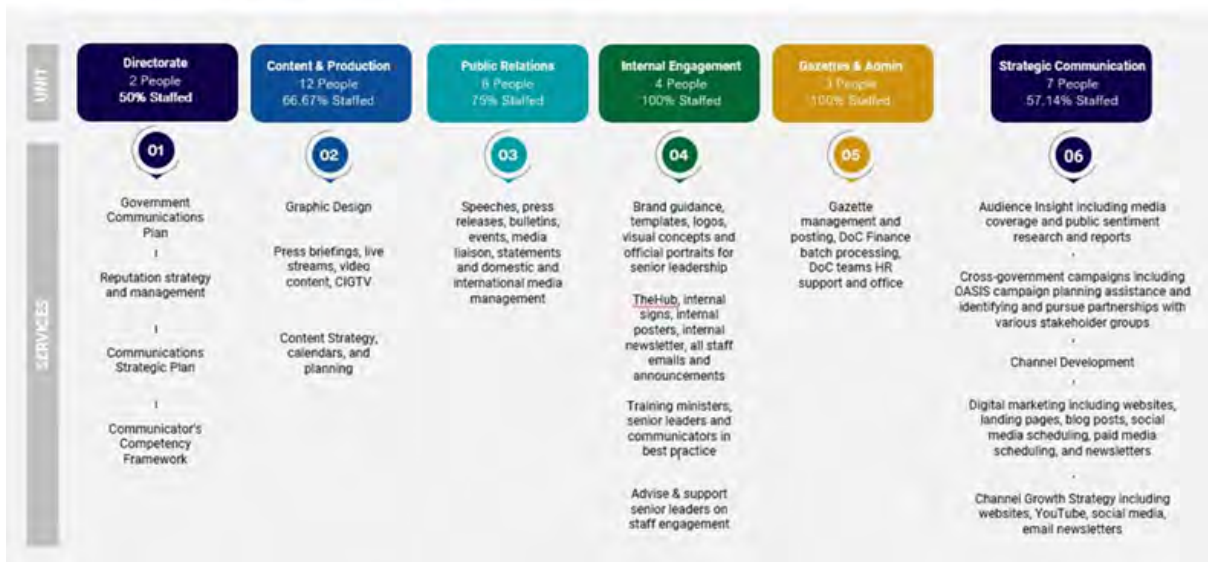 UNIT
Directorate
2 People
50% Staffed
Content & Production
12 People
66.67% Staffed
Public Relations
8 People
75% Staffed
Internal Engagement
4 People
100% Staffed
Gazettes & Admin
3 People
100% Staffed
Strategic Communication
7 People
57.14% Staffed
SERVICES
01
Government
Communications
Plan
Reputation strategy
and management
Communications
Strategic Plan
Communicator's
Competency
Framework
02
Graphic Design
Press briefings, live
streams, video
content, CIGTV
Content Strategy,
calendars, and
planning
03
Speeches, press
releases, bulletins,
events, media
liaison, statements
and domestic and
international media
management
04
Brand guidance,
templates, logos,
visual concepts and
official portraits for
senior leadership
TheHub, internal
signs, internal
posters, internal
newsletter, all staff
emails and
announcements
Training ministers,
senior leaders and
communicators in
best practice
Advise & support
senior leaders on
staff engagement
05
Gazette
management and
posting, DoC Finance
batch processing,
DoC teams HR
support and office
06
Audience Insight including media
coverage and public sentiment
research and reports
Cross-government campaigns including
OASIS campaign planning assistance and
identifying and pursue partnerships with
various stakeholder groups
Channel Development
Digital marketing including websites,
landing pages, blog posts, social
media scheduling, paid media
scheduling, and newsletters
Channel Growth Strategy including
websites, YouTube, social media,
email newsletters